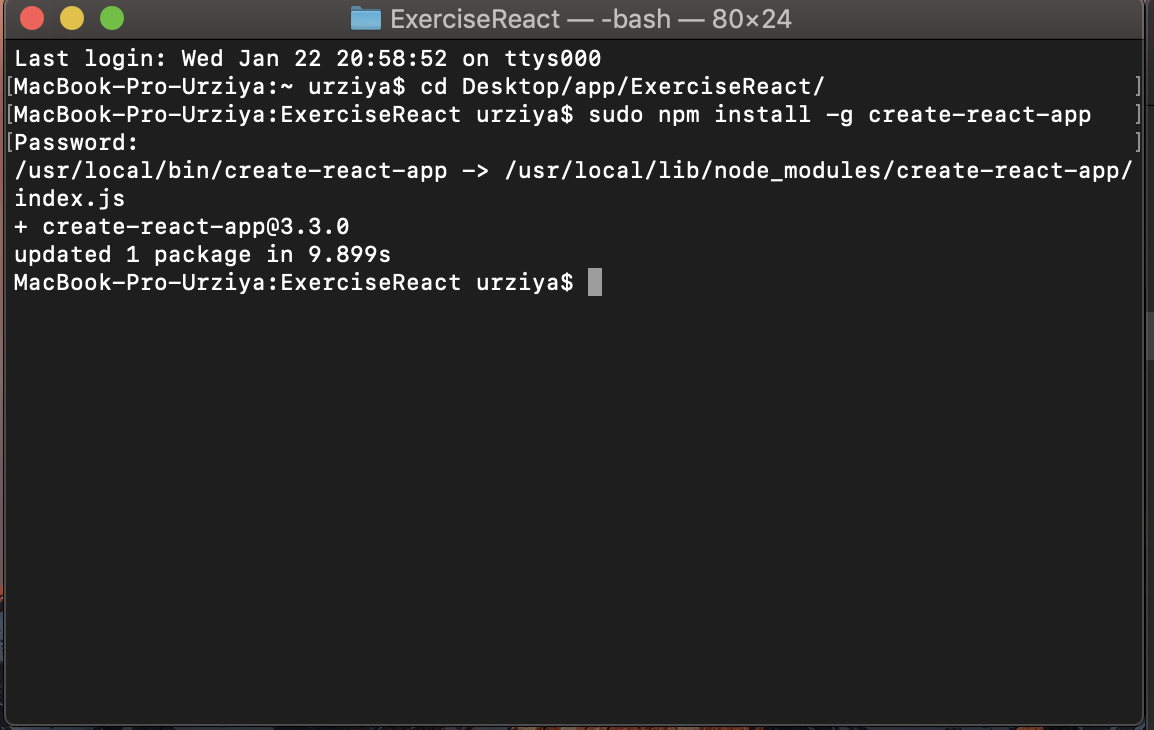 ExerciseReact — -bash — 80×24
Last login: Wed Jan 22 20:58:52 on ttys000
[MacBook-Pro-Urziya:~ urziya$ cd Desktop/app/ExerciseReact/ ]
[MacBook-Pro-Urziya:ExerciseReact urziya$ sudo npm install -g create-react-app ]
[Password: ]
/usr/local/bin/create-react-app -> /usr/local/lib/node_modules/create-react-app/
index.js
+ create-react-app@3.3.0
updated 1 package in 9.899s
MacBook-Pro-Urziya:ExerciseReact urziya$